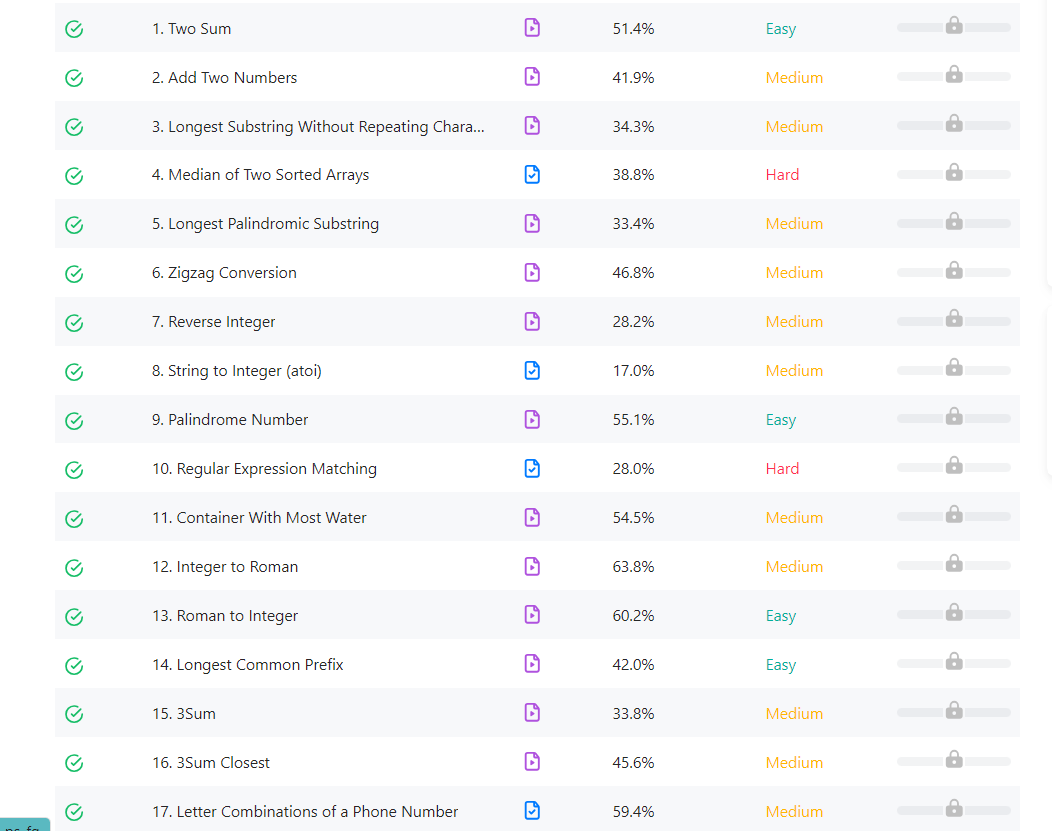 1. Two Sum 51.4% Easy
2. Add Two Numbers 41.9% Medium
3. Longest Substring Without Repeating Chara... 34.3% Medium
4. Median of Two Sorted Arrays 38.8% Hard
5. Longest Palindromic Substring 33.4% Medium
6. Zigzag Conversion 46.8% Medium
7. Reverse Integer 28.2% Medium
8. String to Integer (atoi) 17.0% Medium
9. Palindrome Number 55.1% Easy
10. Regular Expression Matching 28.0% Hard
11. Container With Most Water 54.5% Medium
12. Integer to Roman 63.8% Medium
13. Roman to Integer 60.2% Easy
14. Longest Common Prefix 42.0% Easy
15. 3Sum 33.8% Medium
16. 3Sum Closest 45.6% Medium
17. Letter Combinations of a Phone Number 59.4% Medium